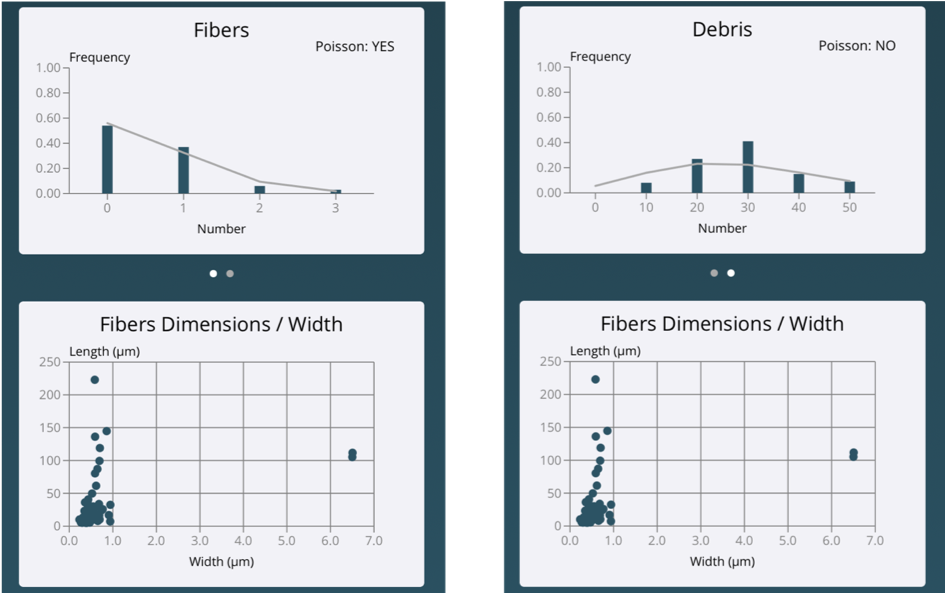 Fibers
Poisson: YES
Frequency
1.00
0.80
0.60
0.40
0.20
0.00
0 1 2 3
Number
Fibers Dimensions / Width
Length (µm)
250
200
150
100
50
0
0.0 1.0 2.0 3.0 4.0 5.0 6.0 7.0
Width (µm)
Debris
Poisson: NO
Frequency
1.00
0.80
0.60
0.40
0.20
0.00
0 10 20 30 40 50
Number
Fibers Dimensions / Width
Length (µm)
250
200
150
100
50
0
0.0 1.0 2.0 3.0 4.0 5.0 6.0 7.0
Width (µm)